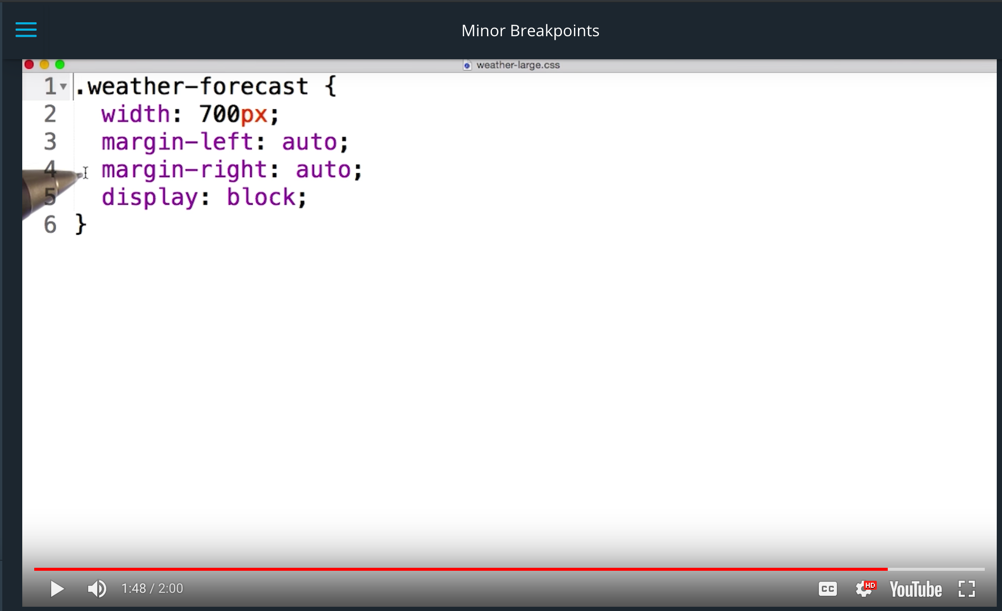 Minor Breakpoints
weather-large.css
1 .weather-forecast {
2 width: 700px;
3 margin-left: auto;
4 margin-right: auto;
5 display: block;
6 }
1:48 / 2:00
CC
HD
YouTube